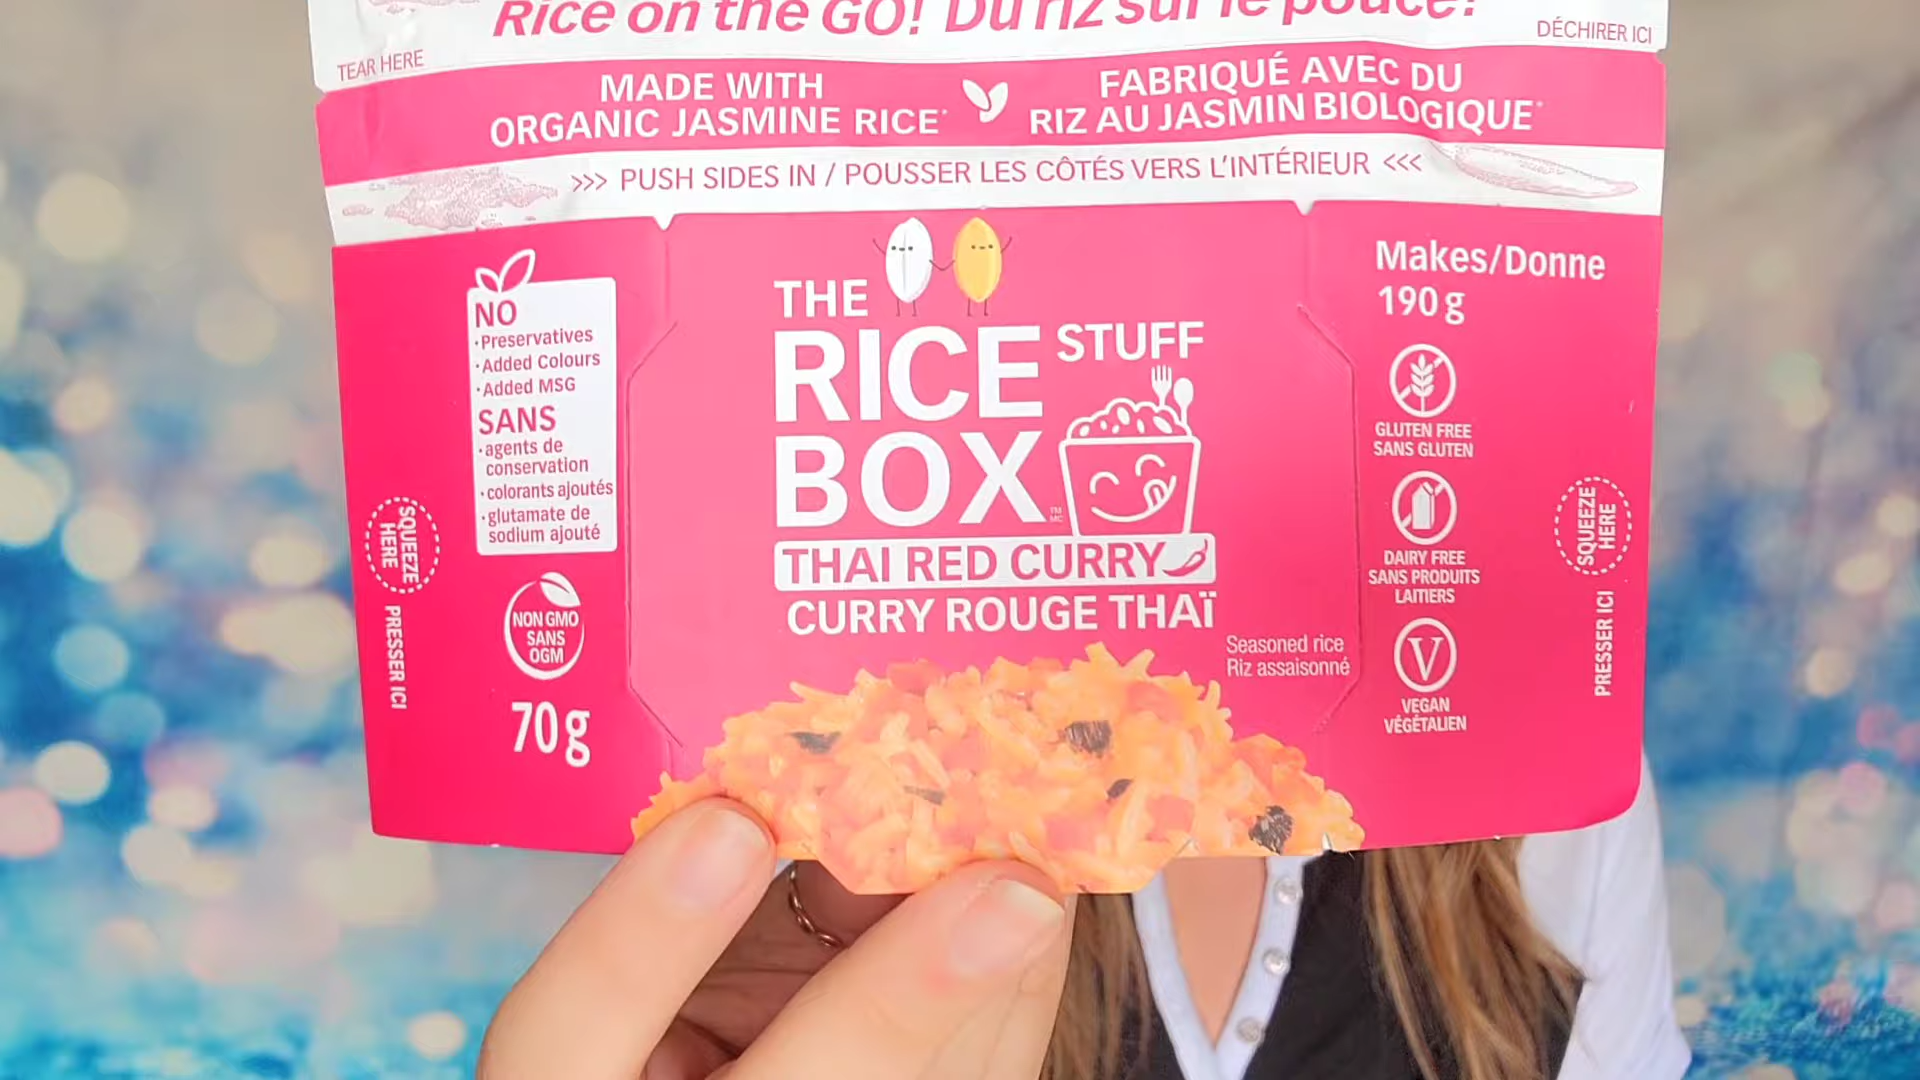 Rice on the GO! Du riz sur le pouce!
TEAR HERE
DÉCHIRER ICI
MADE WITH
ORGANIC JASMINE RICE*
FABRIQUÉ AVEC DU
RIZ AU JASMIN BIOLOGIQUE*
>>> PUSH SIDES IN / POUSSER LES CÔTÉS VERS L'INTÉRIEUR <<<
NO
·Preservatives
·Added Colours
·Added MSG
SANS
·agents de
conservation
·colorants ajoutés
·glutamate de
sodium ajouté
SQUEEZE
HERE
PRESSER ICI
NON GMO
SANS
OGM
70 g
THE
RICE STUFF
BOX TM MC
THAI RED CURRY
CURRY ROUGE THAÏ
Seasoned rice
Riz assaisonné
Makes/Donne
190 g
GLUTEN FREE
SANS GLUTEN
DAIRY FREE
SANS PRODUITS
LAITIERS
V
VEGAN
VÉGÉTALIEN
SQUEEZE
HERE
PRESSER ICI